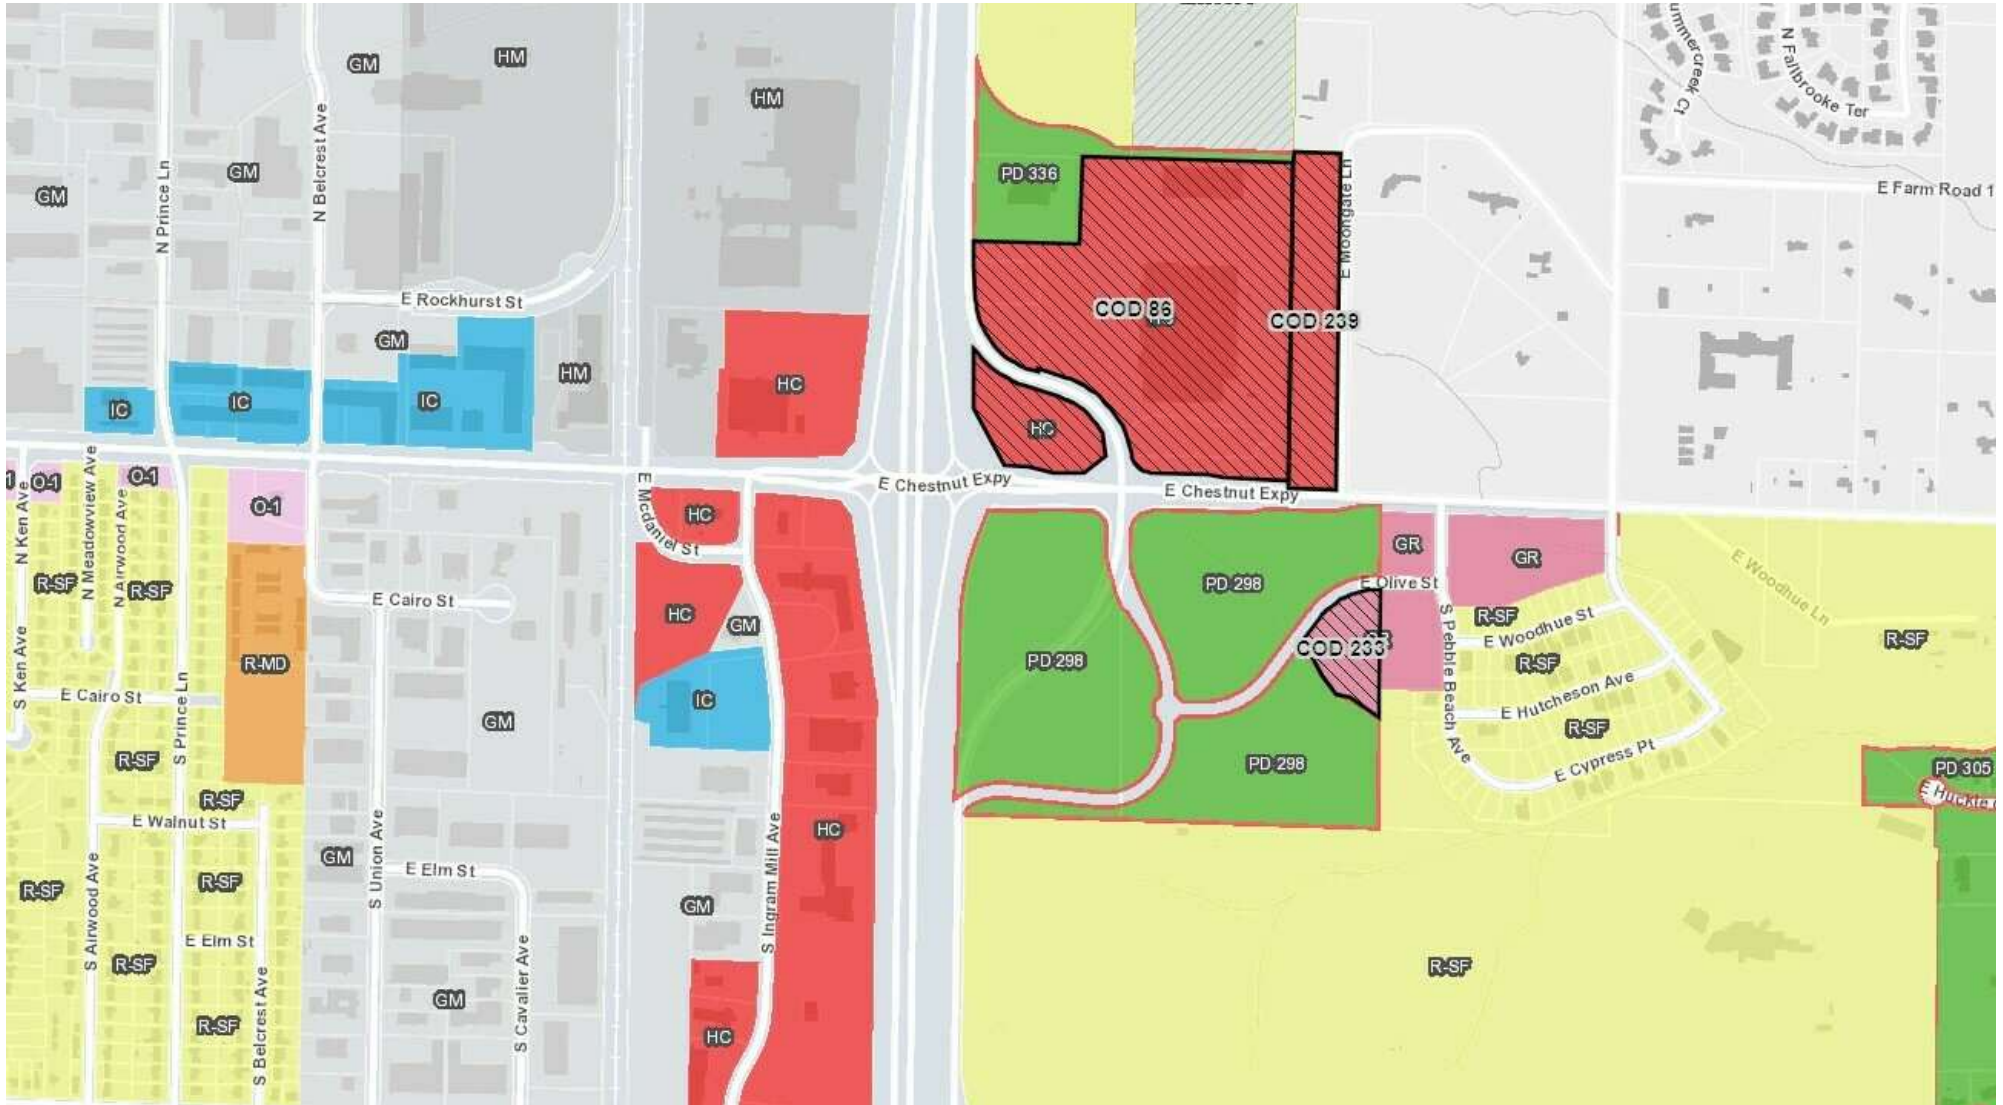 GM
HM
HM
GM
GM
N Prince Ln
N Belcrest Ave
E Rockhurst St
GM
HM
IC
IC
IC
HC
PD 336
COD 86
COD 239
E Moongate Ln
HC
N Fallbrooke Ter
E Farm Road 1
E Chestnut Expy
E Chestnut Expy
O-1
O-1
O-1
N Ken Ave
N Meadowview Ave
N Airwood Ave
R-SF
R-SF
R-MD
S Ken Ave
E Cairo St
S Prince Ln
E Cairo St
E Mcdaniel St
HC
HC
GM
IC
GM
PD 298
PD 298
PD 298
E Olive St
COD 233
GR
GR
GR
S Pebble Beach Ave
R-SF
E Woodhue St
R-SF
E Hutcheson Ave
R-SF
E Cypress Pt
E Woodhue Ln
R-SF
PD 305
E Huckle
R-SF
R-SF
E Walnut St
R-SF
R-SF
S Airwood Ave
E Elm St
R-SF
R-SF
S Belcrest Ave
GM
S Union Ave
E Elm St
GM
S Cavalier Ave
GM
HC
S Ingram Mill Ave
HC
R-SF